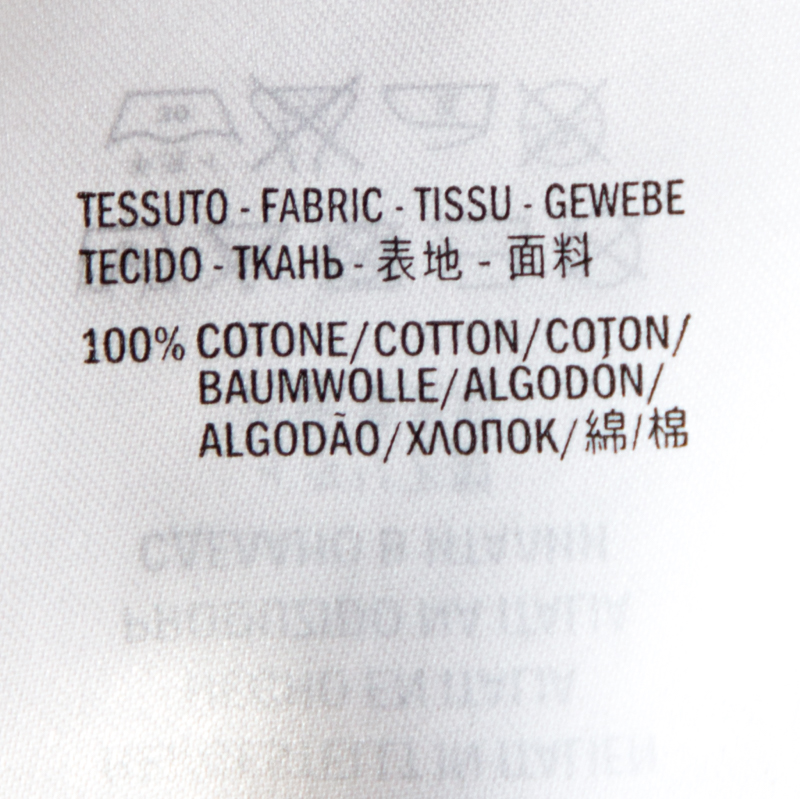 TESSUTO - FABRIC - TISSU - GEWEBE
TECIDO - ТКАНЬ - 表地 - 面料
100% COTONE/COTTON/COTON/
BAUMWOLLE/ALGODÓN/
ALGODÃO/ХЛОПОК/綿/棉